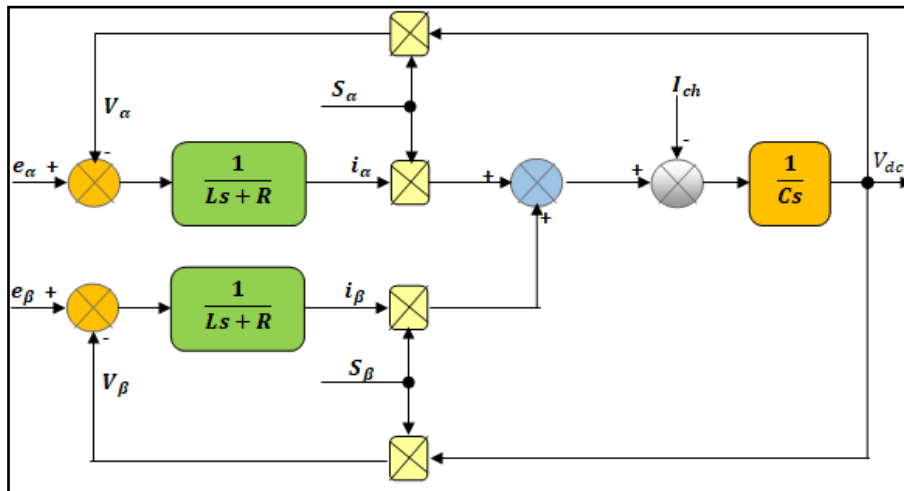 S_α
I_ch
V_α
-
-
e_α +
1/(Ls + R)
i_α
+
+
1/(Cs)
V_dc
+
e_β +
1/(Ls + R)
i_β
-
V_β
S_β